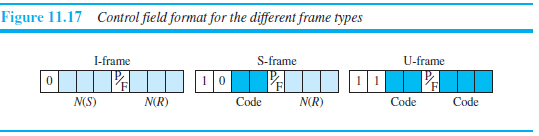 Figure 11.17 Control field format for the different frame types
I-frame S-frame U-frame
0 P/F 1 0 P/F 1 1 P/F
N(S) N(R) Code N(R) Code Code